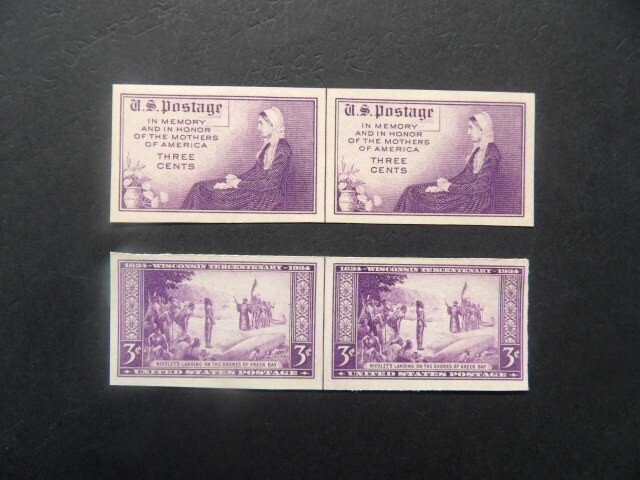 U.S. Postage
IN MEMORY
AND IN HONOR
OF THE MOTHERS
OF AMERICA
THREE
CENTS
U.S. Postage
IN MEMORY
AND IN HONOR
OF THE MOTHERS
OF AMERICA
THREE
CENTS
1634-WISCONSIN TERCENTENARY-1934
3¢ 3¢
NICOLET'S LANDING ON THE SHORES OF GREEN BAY
UNITED STATES POSTAGE
1634-WISCONSIN TERCENTENARY-1934
3¢ 3¢
NICOLET'S LANDING ON THE SHORES OF GREEN BAY
UNITED STATES POSTAGE